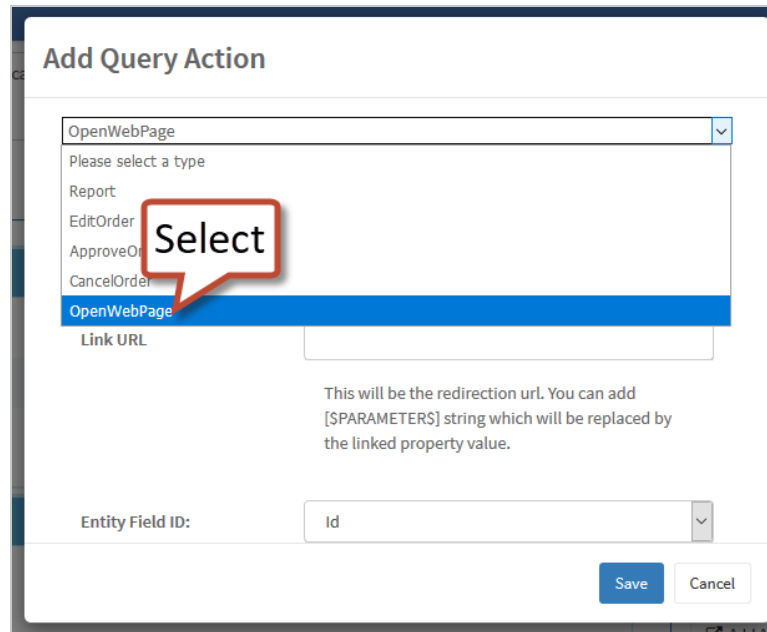 Add Query Action
OpenWebPage
Please select a type
Report
EditOrder
Select
CancelOrder
OpenWebPage
Link URL
This will be the redirection url. You can add
[$PARAMETER$] string which will be replaced by
the linked property value.
Entity Field ID:
Id
Save
Cancel